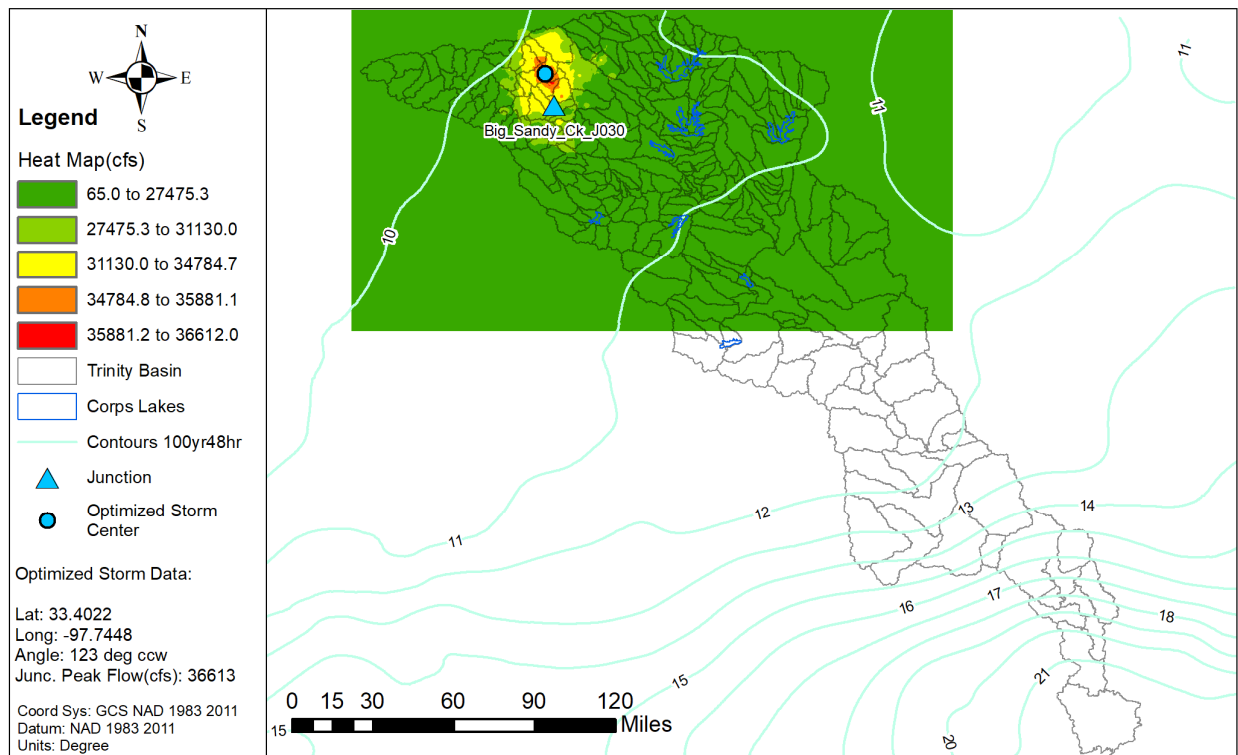 N
W E
S
Legend
Heat Map(cfs)
65.0 to 27475.3
27475.3 to 31130.0
31130.0 to 34784.7
34784.8 to 35881.1
35881.2 to 36612.0
Trinity Basin
Corps Lakes
Contours 100yr48hr
Junction
Optimized Storm
Center
Optimized Storm Data:
Lat: 33.4022
Long: -97.7448
Angle: 123 deg ccw
Junc. Peak Flow(cfs): 36613
Coord Sys: GCS NAD 1983 2011
Datum: NAD 1983 2011
Units: Degree
11
11
Big_Sandy_Ck_J030
10
12
13
14
11
16
17
18
15
21
20
15
0 15 30 60 90 120
Miles